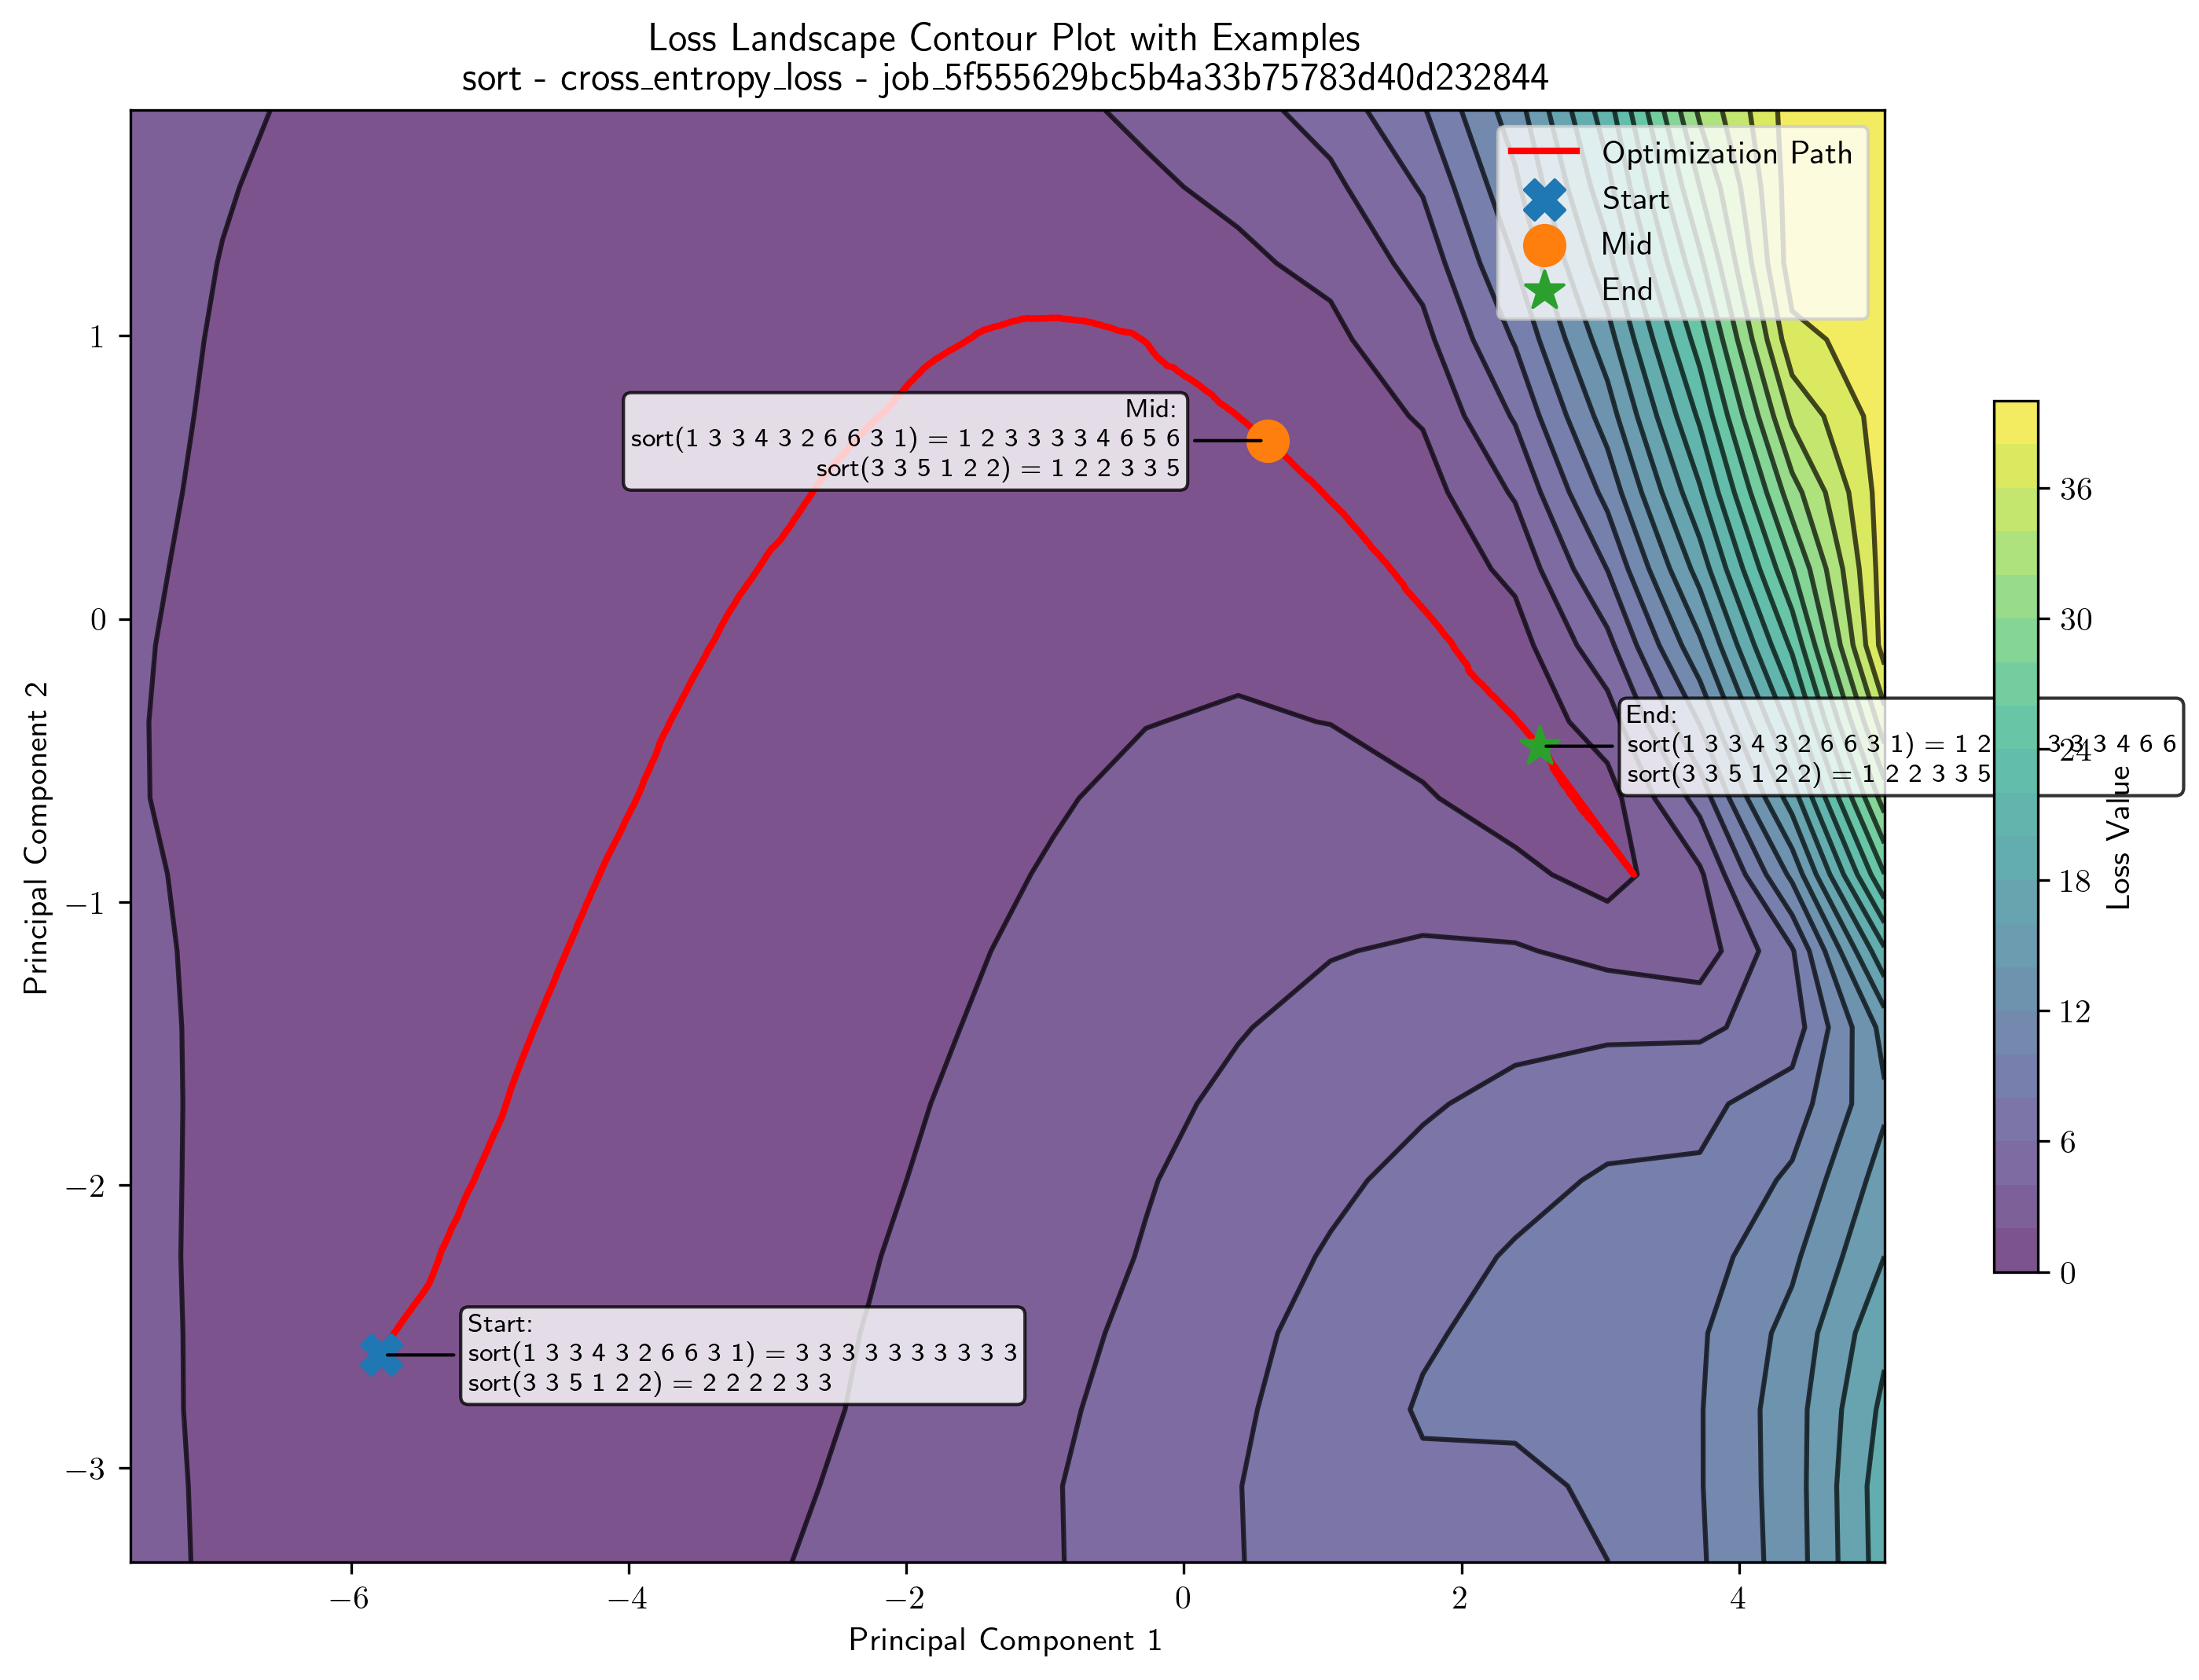 Loss Landscape Contour Plot with Examples
sort - cross_entropy_loss - job_5f555629bc5b4a33b75783d40d232844
Optimization Path
Start
Mid
End
Mid:
sort(1 3 3 4 3 2 6 6 3 1) = 1 2 3 3 3 3 4 6 5 6
sort(3 3 5 1 2 2) = 1 2 2 3 3 5
End:
sort(1 3 3 4 3 2 6 6 3 1) = 1 2 3 3 3 4 6 6
sort(3 3 5 1 2 2) = 1 2 2 3 3 5
Start:
sort(1 3 3 4 3 2 6 6 3 1) = 3 3 3 3 3 3 3 3 3 3
sort(3 3 5 1 2 2) = 2 2 2 2 3 3
1
0
−1
−2
−3
Principal Component 2
−6
−4
−2
0
2
4
Principal Component 1
36
30
24
18
12
6
0
Loss Value